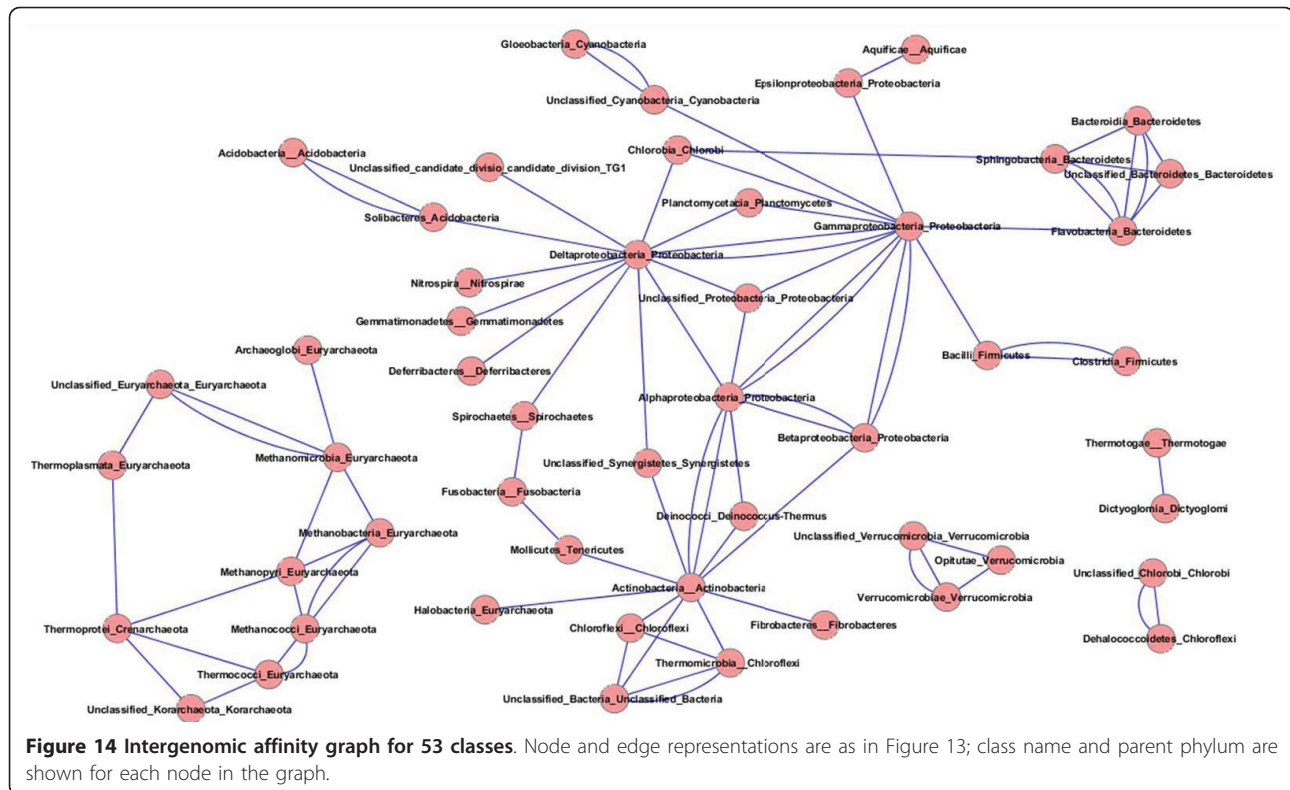 Gloeobacteria_Cyanobacteria
Aquificae__Aquificae
Epsilonproteobacteria_Proteobacteria
Unclassified_Cyanobacteria_Cyanobacteria
Bacteroidia_Bacteroidetes
Acidobacteria__Acidobacteria
Chlorobia_Chlorobi
Sphingobacteria_Bacteroidetes
Unclassified_candidate_divisio_candidate_division_TG1
Unclassified_Bacteroidetes_Bacteroidetes
Planctomycetacia_Planctomycetes
Solibacteres_Acidobacteria
Gammaproteobacteria_Proteobacteria
Flavobacteria_Bacteroidetes
Deltaproteobacteria_Proteobacteria
Nitrospira__Nitrospirae
Unclassified_Proteobacteria_Proteobacteria
Gemmatimonadetes__Gemmatimonadetes
Archaeoglobi_Euryarchaeota
Bacilli_Firmicutes
Clostridia_Firmicutes
Deferribacteres__Deferribacteres
Unclassified_Euryarchaeota_Euryarchaeota
Alphaproteobacteria_Proteobacteria
Spirochaetes__Spirochaetes
Betaproteobacteria_Proteobacteria
Thermotogae__Thermotogae
Methanomicrobia_Euryarchaeota
Thermoplasmata_Euryarchaeota
Unclassified_Synergistetes_Synergistetes
Fusobacteria__Fusobacteria
Dictyoglomia_Dictyoglomi
Deinococci_Deinococcus-Thermus
Methanobacteria_Euryarchaeota
Unclassified_Verrucomicrobia_Verrucomicrobia
Mollicutes_Tenericutes
Opitutae_Verrucomicrobia
Methanopyri_Euryarchaeota
Unclassified_Chlorobi_Chlorobi
Actinobacteria__Actinobacteria
Verrucomicrobiae_Verrucomicrobia
Halobacteria_Euryarchaeota
Fibrobacteres__Fibrobacteres
Thermoprotei_Crenarchaeota
Methanococci_Euryarchaeota
Chloroflexi__Chloroflexi
Dehalococcoidetes_Chloroflexi
Thermomicrobia__Chloroflexi
Thermococci_Euryarchaeota
Unclassified_Bacteria_Unclassified_Bacteria
Unclassified_Korarchaeota_Korarchaeota
Figure 14 Intergenomic affinity graph for 53 classes. Node and edge representations are as in Figure 13; class name and parent phylum are
shown for each node in the graph.